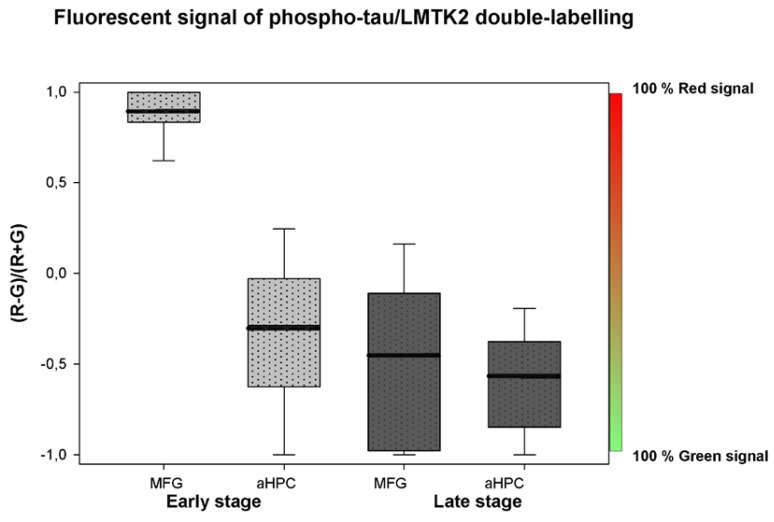 Fluorescent signal of phospho-tau/LMTK2 double-labelling
100 % Red signal
1,0
0,5
0,0
-0,5
-1,0
(R-G)/(R+G)
100 % Green signal
MFG aHPC MFG aHPC
Early stage Late stage